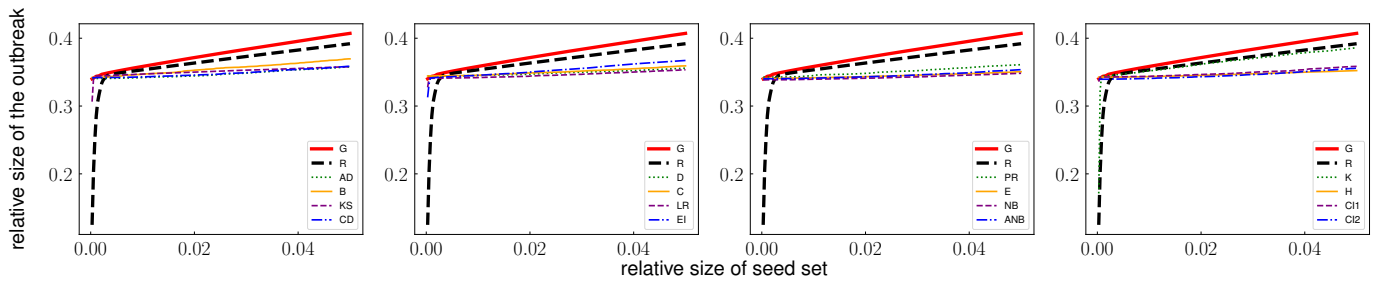 relative size of the outbreak
0.4
0.3
0.2
0.00 0.02 0.04
G
R
AD
B
KS
CD
0.4
0.3
0.2
0.00 0.02 0.04
G
R
D
C
LR
EI
0.4
0.3
0.2
0.00 0.02 0.04
G
R
PR
E
NB
ANB
0.4
0.3
0.2
0.00 0.02 0.04
G
R
K
H
CI1
CI2
relative size of seed set